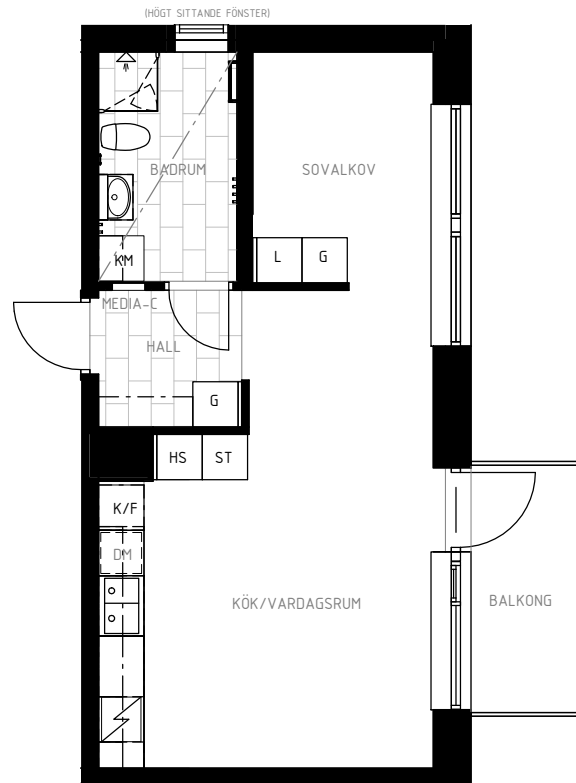 (HÖGT SITTANDE FÖNSTER)
BADRUM
SOVALKOV
KM
L
G
MEDIA-C
HALL
G
HS
ST
K/F
DM
KÖK/VARDAGSRUM
BALKONG